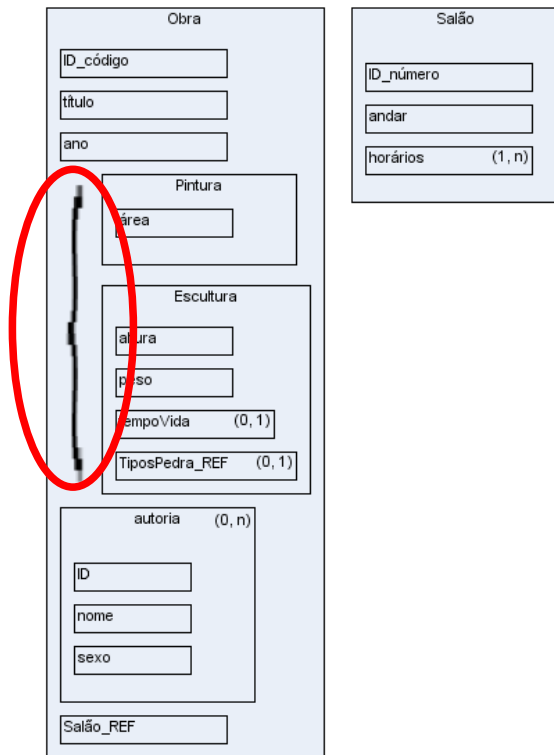 Obra
ID_código
título
ano
Pintura
área
Escultura
altura
peso
tempoVida (0, 1)
TiposPedra_REF (0, 1)
autoria (0, n)
ID
nome
sexo
Salão_REF
Salão
ID_número
andar
horários (1, n)